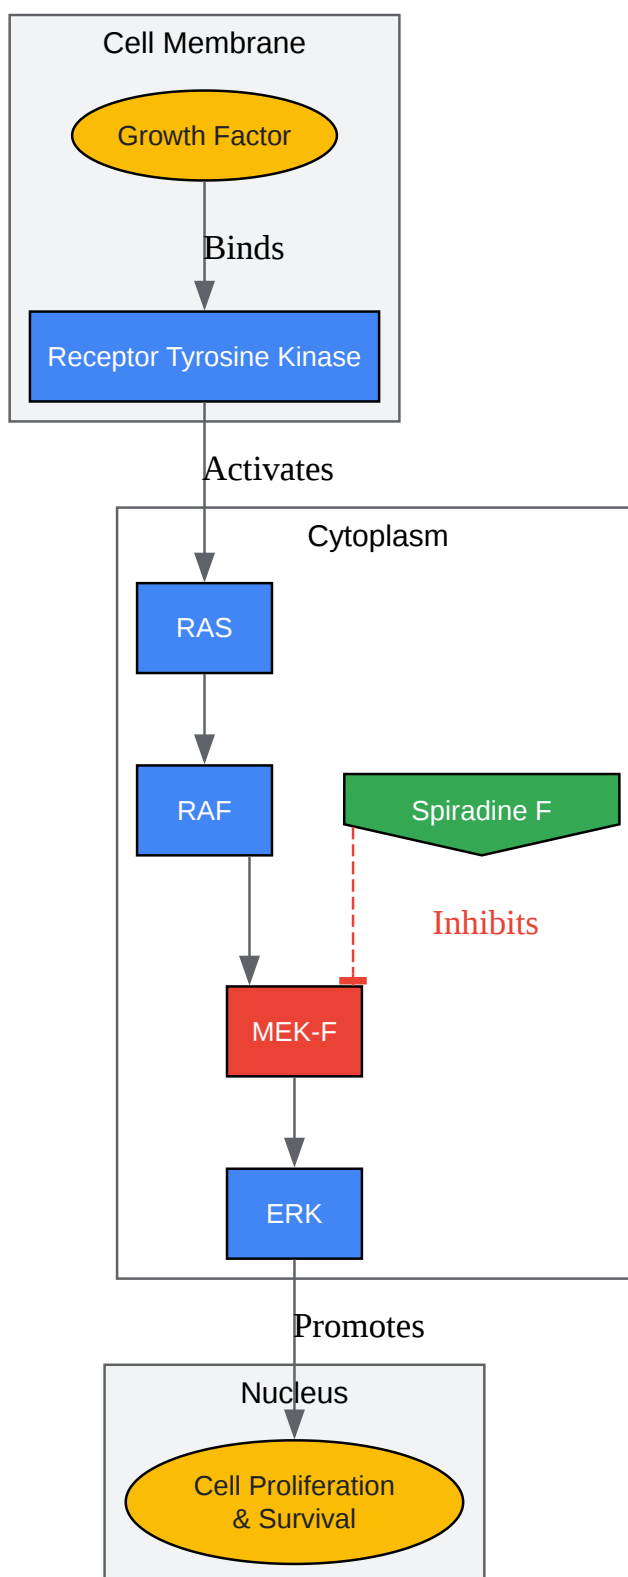 Cell Membrane
Growth Factor
Binds
Receptor Tyrosine Kinase
Activates
Cytoplasm
RAS
RAF
Spiradine F
Inhibits
MEK-F
ERK
Promotes
Nucleus
Cell Proliferation
& Survival